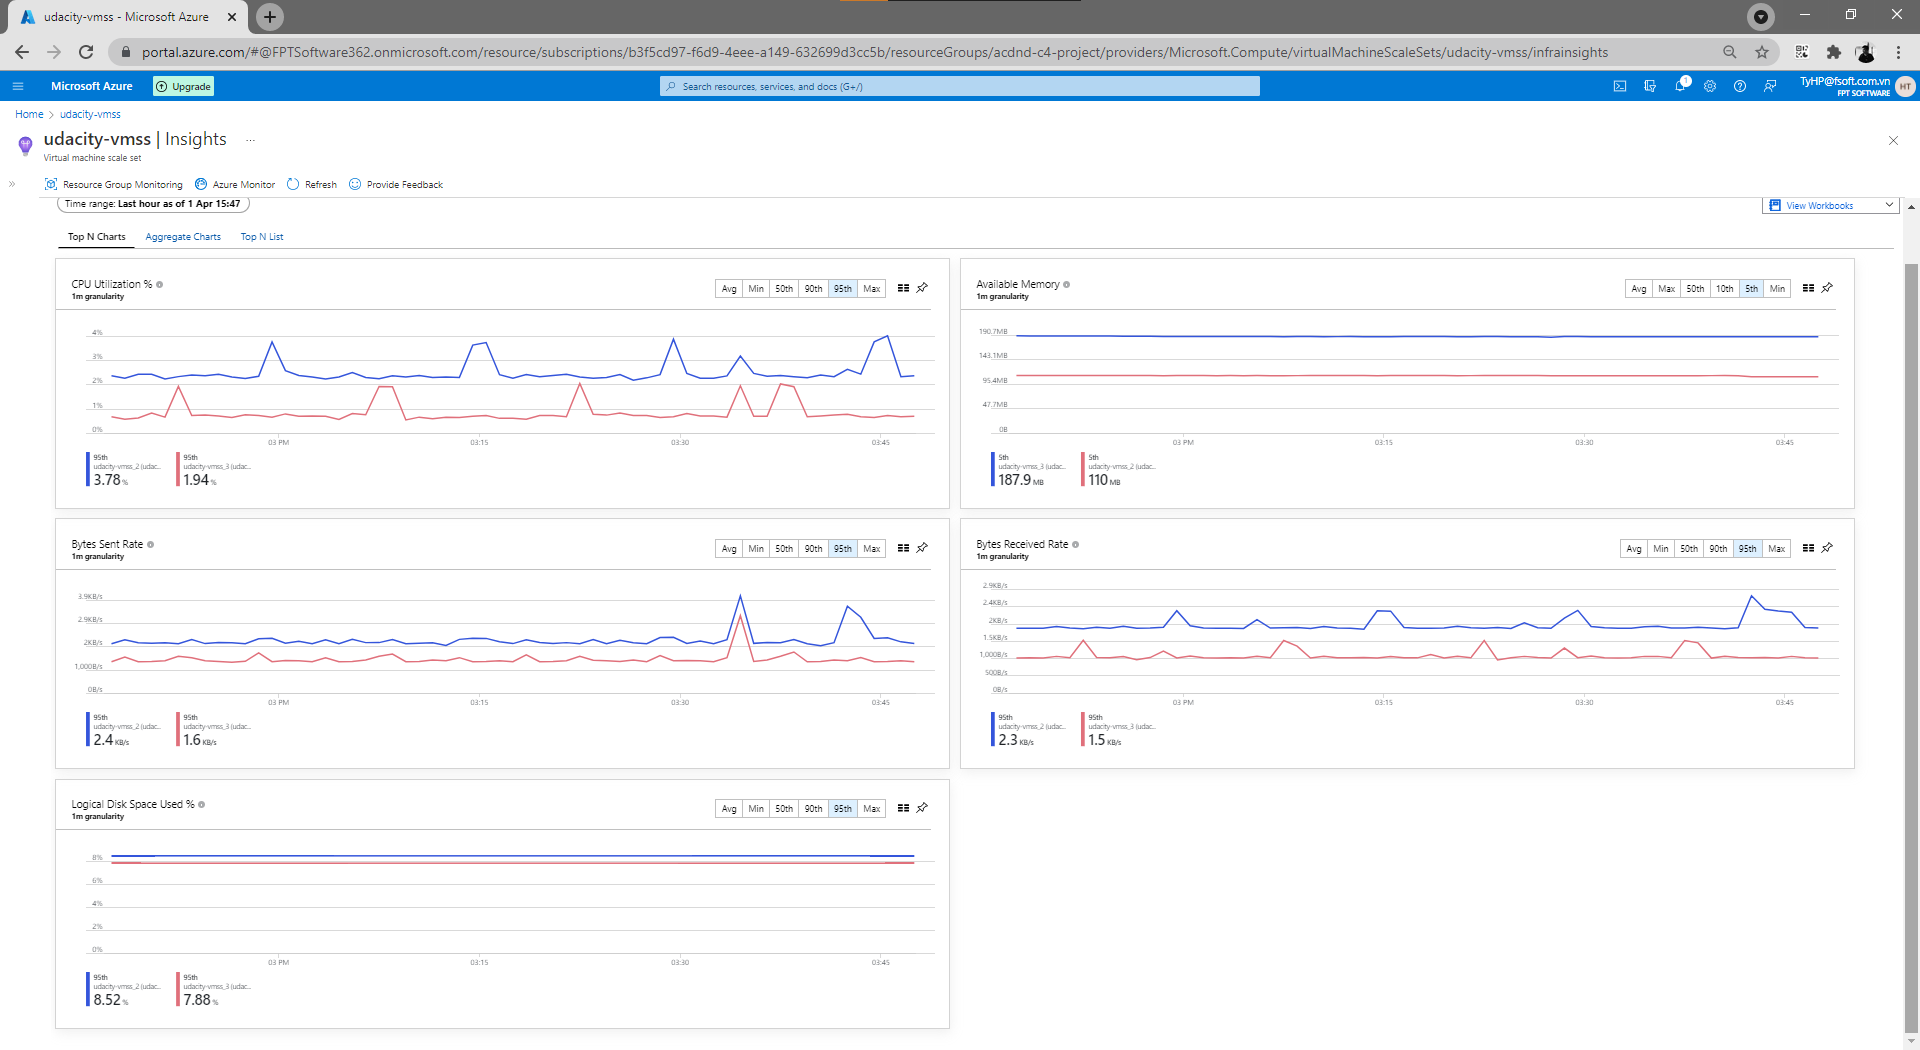 udacity-vmss - Microsoft Azure
portal.azure.com/#@FPTSoftware362.onmicrosoft.com/resource/subscriptions/b3f5cd97-f6d9-4eee-a149-632699d3cc5b/resourceGroups/acdnd-c4-project/providers/Microsoft.Compute/virtualMachineScaleSets/udacity-vmss/infrainsights
Microsoft Azure
Upgrade
Search resources, services, and docs (G+/)
1
TyHP@fsoft.com.vn
FPT SOFTWARE
HT
Home > udacity-vmss
udacity-vmss | Insights ...
Virtual machine scale set
Resource Group Monitoring Azure Monitor Refresh Provide Feedback
Time range: Last hour as of 1 Apr 15:47
View Workbooks
Top N Charts Aggregate Charts Top N List
CPU Utilization %
1m granularity
Avg Min 50th 90th 95th Max
4%
3%
2%
1%
0%
03 PM 03:15 03:30 03:45
95th
udacity-vmss_2 (udac...
3.78 %
95th
udacity-vmss_3 (udac...
1.94 %
Available Memory
1m granularity
Avg Max 50th 10th 5th Min
190.7MB
143.1MB
95.4MB
47.7MB
0B
03 PM 03:15 03:30 03:45
5th
udacity-vmss_3 (udac...
187.9 MB
5th
udacity-vmss_2 (udac...
110 MB
Bytes Sent Rate
1m granularity
Avg Min 50th 90th 95th Max
3.9KB/s
2.9KB/s
2KB/s
1,000B/s
0B/s
03 PM 03:15 03:30 03:45
95th
udacity-vmss_2 (udac...
2.4 KB/s
95th
udacity-vmss_3 (udac...
1.6 KB/s
Bytes Received Rate
1m granularity
Avg Min 50th 90th 95th Max
2.9KB/s
2.4KB/s
2KB/s
1.5KB/s
1,000B/s
500B/s
0B/s
03 PM 03:15 03:30 03:45
95th
udacity-vmss_2 (udac...
2.3 KB/s
95th
udacity-vmss_3 (udac...
1.5 KB/s
Logical Disk Space Used %
1m granularity
Avg Min 50th 90th 95th Max
8%
6%
4%
2%
0%
03 PM 03:15 03:30 03:45
95th
udacity-vmss_2 (udac...
8.52 %
95th
udacity-vmss_3 (udac...
7.88 %